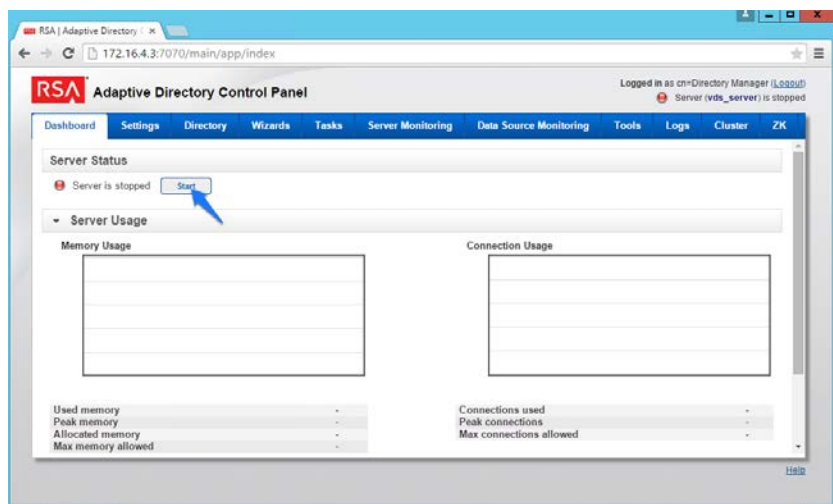 RSA | Adaptive Directory C
172.16.4.3:7070/main/app/index
RSA Adaptive Directory Control Panel
Logged in as cn=Directory Manager (Logout)
Server (vds_server) is stopped
Dashboard Settings Directory Wizards Tasks Server Monitoring Data Source Monitoring Tools Logs Cluster ZK
Server Status
Server is stopped Start
Server Usage
Memory Usage Connection Usage
Used memory - Connections used -
Peak memory - Peak connections -
Allocated memory - Max connections allowed -
Max memory allowed -
Help